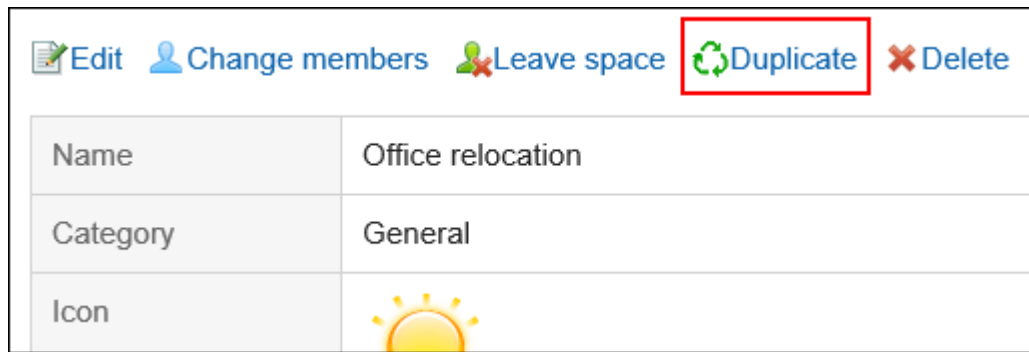 Edit Change members Leave space Duplicate Delete
Name Office relocation
Category General
Icon